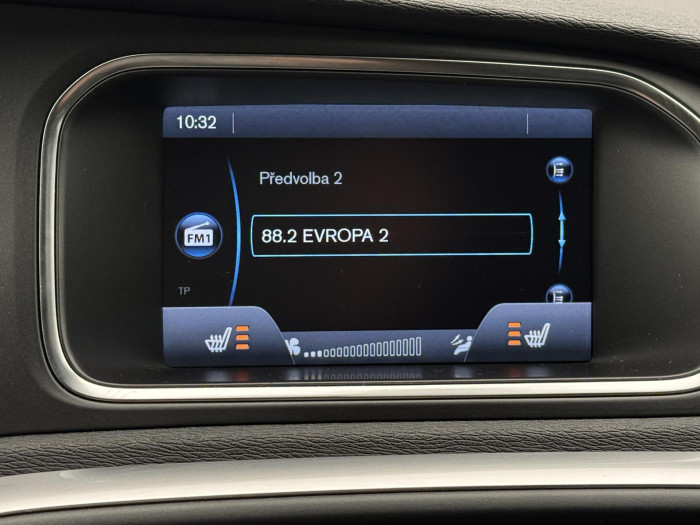 10:32
Předvolba 2
FM1
88.2 EVROPA 2
TP